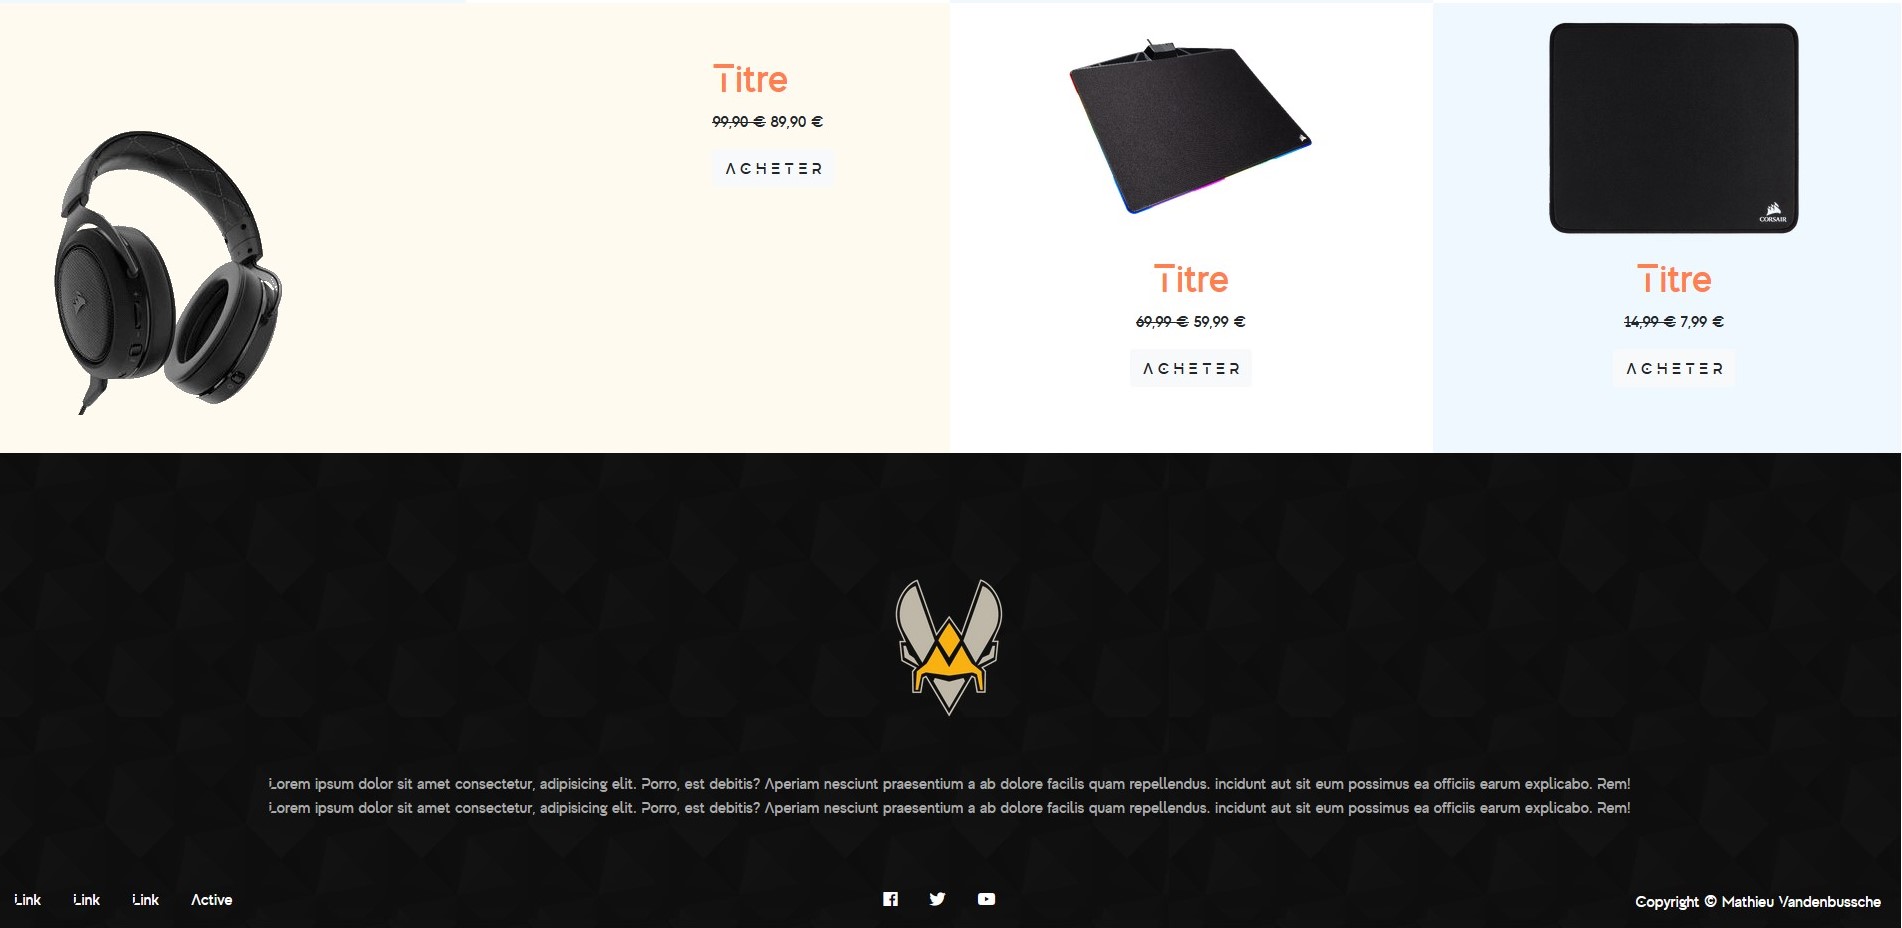 Titre
99,90 € 89,90 €
ACHETER
Titre
69,99 € 59,99 €
ACHETER
CORSAIR
Titre
14,99 € 7,99 €
ACHETER
Lorem ipsum dolor sit amet consectetur, adipisicing elit. Porro, est debitis? Aperiam nesciunt praesentium a ab dolore facilis quam repellendus. incidunt aut sit eum possimus ea officiis earum explicabo. Rem!
Lorem ipsum dolor sit amet consectetur, adipisicing elit. Porro, est debitis? Aperiam nesciunt praesentium a ab dolore facilis quam repellendus. incidunt aut sit eum possimus ea officiis earum explicabo. Rem!
Link Link Link Active
Copyright © Mathieu Vandenbussche